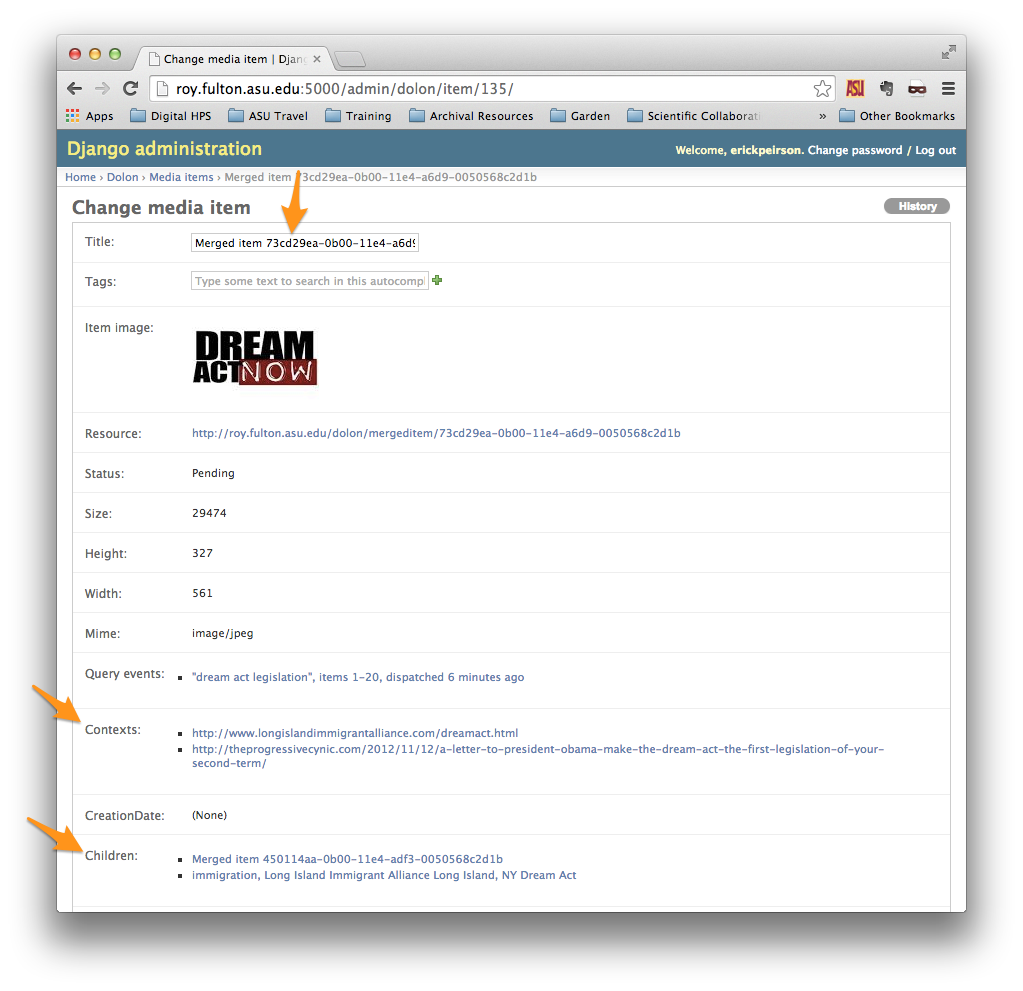 Change media item | Djan
roy.fulton.asu.edu:5000/admin/dolon/item/135/
ASU
Apps Digital HPS ASU Travel Training Archival Resources Garden Scientific Collaborati » Other Bookmarks
Django administration
Welcome, erickpeirson. Change password / Log out
Home › Dolon › Media items › Merged item 73cd29ea-0b00-11e4-a6d9-0050568c2d1b
Change media item
History
Title: Merged item 73cd29ea-0b00-11e4-a6d9
Tags: Type some text to search in this autocompl
Item image:
DREAM
ACT NOW
Resource: http://roy.fulton.asu.edu/dolon/mergeditem/73cd29ea-0b00-11e4-a6d9-0050568c2d1b
Status: Pending
Size: 29474
Height: 327
Width: 561
Mime: image/jpeg
Query events: "dream act legislation", items 1-20, dispatched 6 minutes ago
Contexts: http://www.longislandimmigrantalliance.com/dreamact.html
http://theprogressivecynic.com/2012/11/12/a-letter-to-president-obama-make-the-dream-act-the-first-legislation-of-your-
second-term/
CreationDate: (None)
Children: Merged item 450114aa-0b00-11e4-adf3-0050568c2d1b
immigration, Long Island Immigrant Alliance Long Island, NY Dream Act